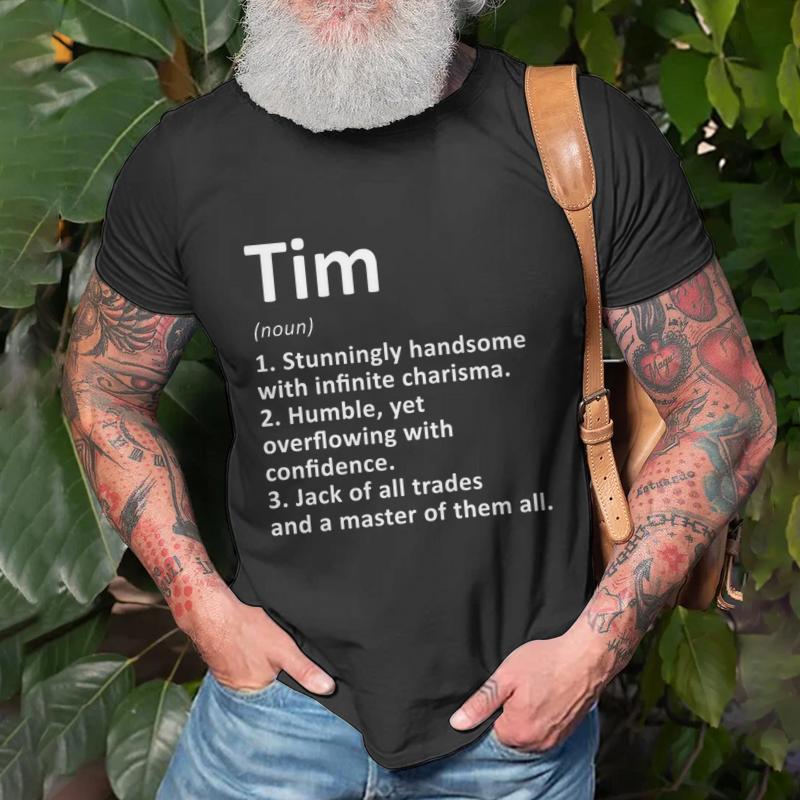 Tim
(noun)
1. Stunningly handsome
with infinite charisma.
2. Humble, yet
overflowing with
confidence.
3. Jack of all trades
and a master of them all.